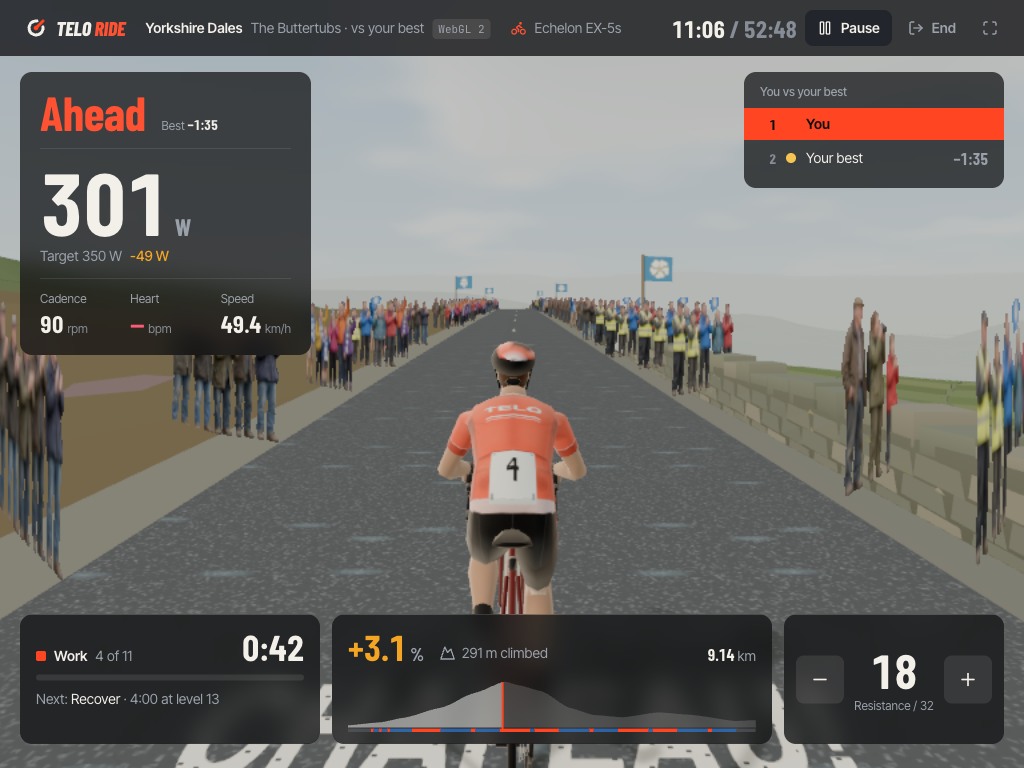 TELO RIDE Yorkshire Dales The Buttertubs · vs your best WebGL 2 Echelon EX-5s 11:06 / 52:48 Pause End
Ahead Best −1:35
301 W
Target 350 W -49 W
Cadence Heart Speed
90 rpm — bpm 49.4 km/h
You vs your best
1 You
2 Your best −1:35
TELO
4
Work 4 of 11 0:42
Next: Recover · 4:00 at level 13
+3.1 % 291 m climbed 9.14 km
− 18 +
Resistance / 32